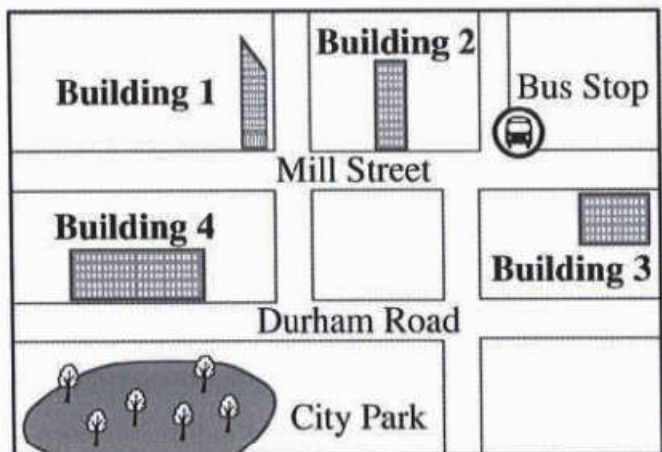 Building 1
Building 2
Bus Stop
Mill Street
Building 4
Building 3
Durham Road
City Park